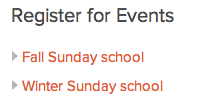 Register for Events
Fall Sunday school
Winter Sunday school